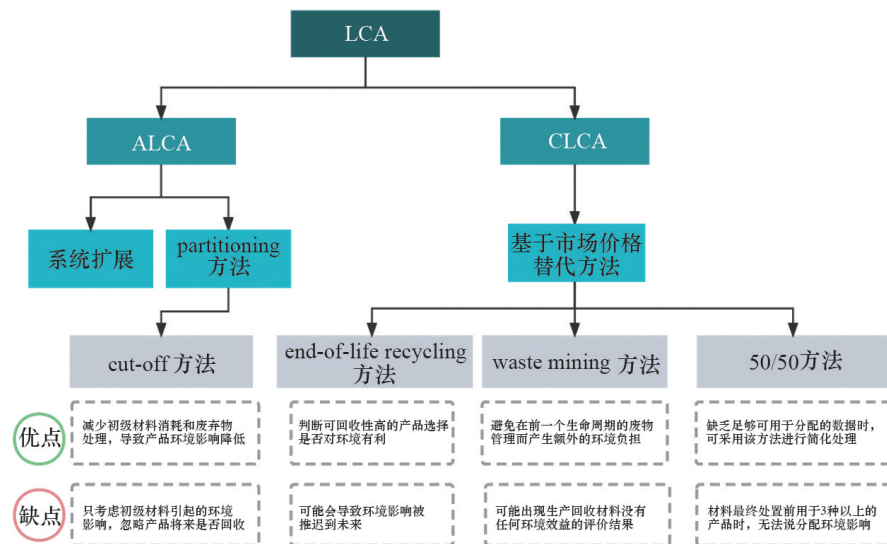 LCA
ALCA
CLCA
系统扩展
partitioning
方法
基于市场价格
替代方法
cut-off 方法
end-of-life recycling
方法
waste mining 方法
50/50方法
优点
减少初级材料消耗和废弃物
处理，导致产品环境影响降低
判断可回收性高的产品选择
是否对环境有利
避免在前一个生命周期的废物
管理而产生额外的环境负担
缺乏足够可用于分配的数据时，
可采用该方法进行简化处理
缺点
只考虑初级材料引起的环境
影响，忽略产品将来是否回收
可能会导致环境影响被
推迟到未来
可能出现生产回收材料没有
任何环境效益的评价结果
材料最终处置前用于3种以上的
产品时，无法说分配环境影响